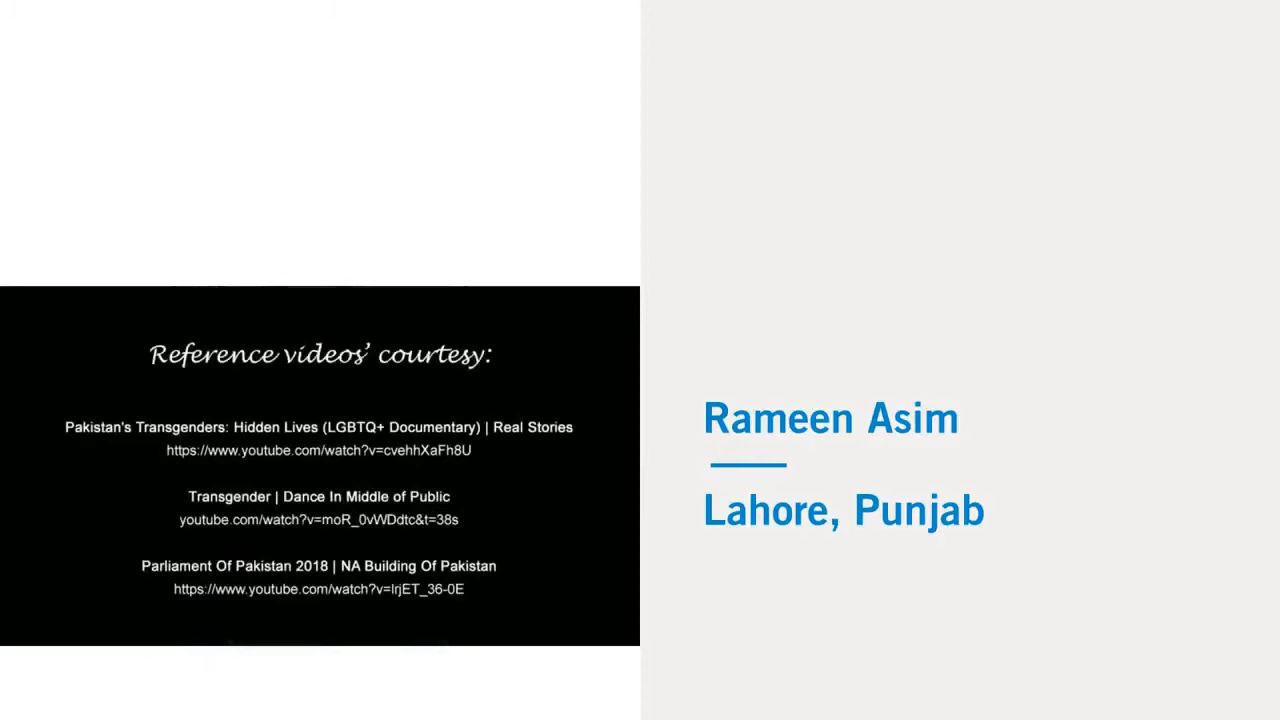 Reference videos' courtesy:
Pakistan's Transgenders: Hidden Lives (LGBTQ+ Documentary) | Real Stories
https://www.youtube.com/watch?v=cvehhXaFh8U
Transgender | Dance In Middle of Public
youtube.com/watch?v=moR_0vWDdtc&t=38s
Parliament Of Pakistan 2018 | NA Building Of Pakistan
https://www.youtube.com/watch?v=lrjET_36-0E
Rameen Asim
Lahore, Punjab